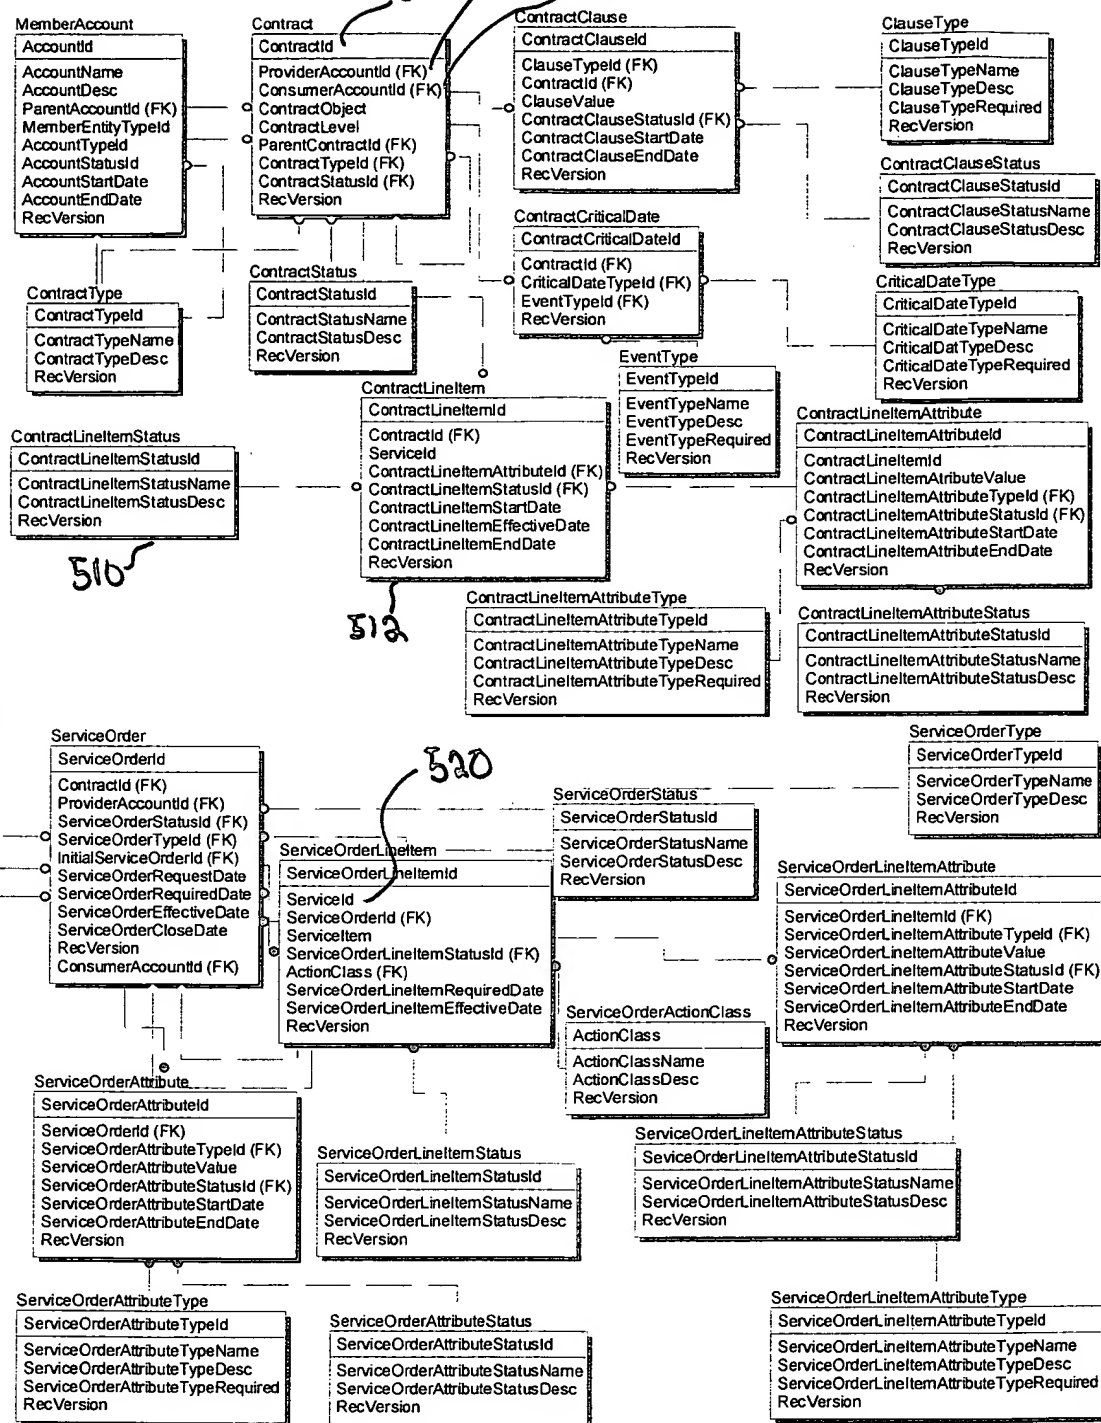 MemberAccount
AccountId
AccountName
AccountDesc
ParentAccountId (FK)
MemberEntityTypeId
AccountTypeId
AccountStatusId
AccountStartDate
AccountEndDate
RecVersion
Contract
ContractId
ProviderAccountId (FK)
ConsumerAccountId (FK)
ContractObject
ContractLevel
ParentContractId (FK)
ContractTypeId (FK)
ContractStatusId (FK)
RecVersion
ContractClause
ContractClauseId
ClauseTypeId (FK)
ContractId (FK)
ClauseValue
ContractClauseStatusId (FK)
ContractClauseStartDate
ContractClauseEndDate
RecVersion
ClauseType
ClauseTypeId
ClauseTypeName
ClauseTypeDesc
ClauseTypeRequired
RecVersion
ContractClauseStatus
ContractClauseStatusId
ContractClauseStatusName
ContractClauseStatusDesc
RecVersion
ContractCriticalDate
ContractCriticalDateId
ContractId (FK)
CriticalDateTypeId (FK)
EventTypeId (FK)
RecVersion
CriticalDateType
CriticalDateTypeId
CriticalDateTypeName
CriticalDatTypeDesc
CriticalDateTypeRequired
RecVersion
ContractType
ContractTypeId
ContractTypeName
ContractTypeDesc
RecVersion
ContractStatus
ContractStatusId
ContractStatusName
ContractStatusDesc
RecVersion
EventType
EventTypeId
EventTypeName
EventTypeDesc
EventTypeRequired
RecVersion
ContractLineItem
ContractLineItemId
ContractId (FK)
ServiceId
ContractLineItemAttributeId (FK)
ContractLineItemStatusId (FK)
ContractLineItemStartDate
ContractLineItemEffectiveDate
ContractLineItemEndDate
RecVersion
512
ContractLineItemStatus
ContractLineItemStatusId
ContractLineItemStatusName
ContractLineItemStatusDesc
RecVersion
510
ContractLineItemAttribute
ContractLineItemAttributeId
ContractLineItemId
ContractLineItemAtributeValue
ContractLineItemAttributeTypeId (FK)
ContractLineItemAttributeStatusId (FK)
ContractLineItemAttributeStartDate
ContractLineItemAttributeEndDate
RecVersion
ContractLineItemAttributeType
ContractLineItemAttributeTypeId
ContractLineItemAttributeTypeName
ContractLineItemAttributeTypeDesc
ContractLineItemAttributeTypeRequired
RecVersion
ContractLineItemAttributeStatus
ContractLineItemAttributeStatusId
ContractLineItemAttributeStatusName
ContractLineItemAttributeStatusDesc
RecVersion
ServiceOrder
ServiceOrderId
ContractId (FK)
ProviderAccountId (FK)
ServiceOrderStatusId (FK)
ServiceOrderTypeId (FK)
InitialServiceOrderId (FK)
ServiceOrderRequestDate
ServiceOrderRequiredDate
ServiceOrderEffectiveDate
ServiceOrderCloseDate
RecVersion
ConsumerAccountId (FK)
520
ServiceOrderLineItem
ServiceOrderLineItemId
ServiceId
ServiceOrderId (FK)
ServiceItem
ServiceOrderLineItemStatusId (FK)
ActionClass (FK)
ServiceOrderLineItemRequiredDate
ServiceOrderLineItemEffectiveDate
RecVersion
ServiceOrderStatus
ServiceOrderStatusId
ServiceOrderStatusName
ServiceOrderStatusDesc
RecVersion
ServiceOrderType
ServiceOrderTypeId
ServiceOrderTypeName
ServiceOrderTypeDesc
RecVersion
ServiceOrderLineItemAttribute
ServiceOrderLineItemAttributeId
ServiceOrderLineItemId (FK)
ServiceOrderLineItemAttributeTypeId (FK)
ServiceOrderLineItemAttributeValue
ServiceOrderLineItemAttributeStatusId (FK)
ServiceOrderLineItemAttributeStartDate
ServiceOrderLineItemAttributeEndDate
RecVersion
ServiceOrderActionClass
ActionClass
ActionClassName
ActionClassDesc
RecVersion
ServiceOrderAttribute
ServiceOrderAttributeId
ServiceOrderId (FK)
ServiceOrderAttributeTypeId (FK)
ServiceOrderAttributeValue
ServiceOrderAttributeStatusId (FK)
ServiceOrderAttributeStartDate
ServiceOrderAttributeEndDate
RecVersion
ServiceOrderLineItemStatus
ServiceOrderLineItemStatusId
ServiceOrderLineItemStatusName
ServiceOrderLineItemStatusDesc
RecVersion
ServiceOrderLineItemAttributeStatus
SeviceOrderLineItemAttributeStatusId
ServiceOrderLineItemAttributeStatusName
ServiceOrderLineItemAttributeStatusDesc
RecVersion
ServiceOrderAttributeType
ServiceOrderAttributeTypeId
ServiceOrderAttributeTypeName
ServiceOrderAttributeTypeDesc
ServiceOrderAttributeTypeRequired
RecVersion
ServiceOrderAttributeStatus
ServiceOrderAttributeStatusId
ServiceOrderAttributeStatusName
ServiceOrderAttributeStatusDesc
RecVersion
ServiceOrderLineItemAttributeType
ServiceOrderLineItemAttributeTypeId
ServiceOrderLineItemAttributeTypeName
ServiceOrderLineItemAttributeTypeDesc
ServiceOrderLineItemAttributeTypeRequired
RecVersion